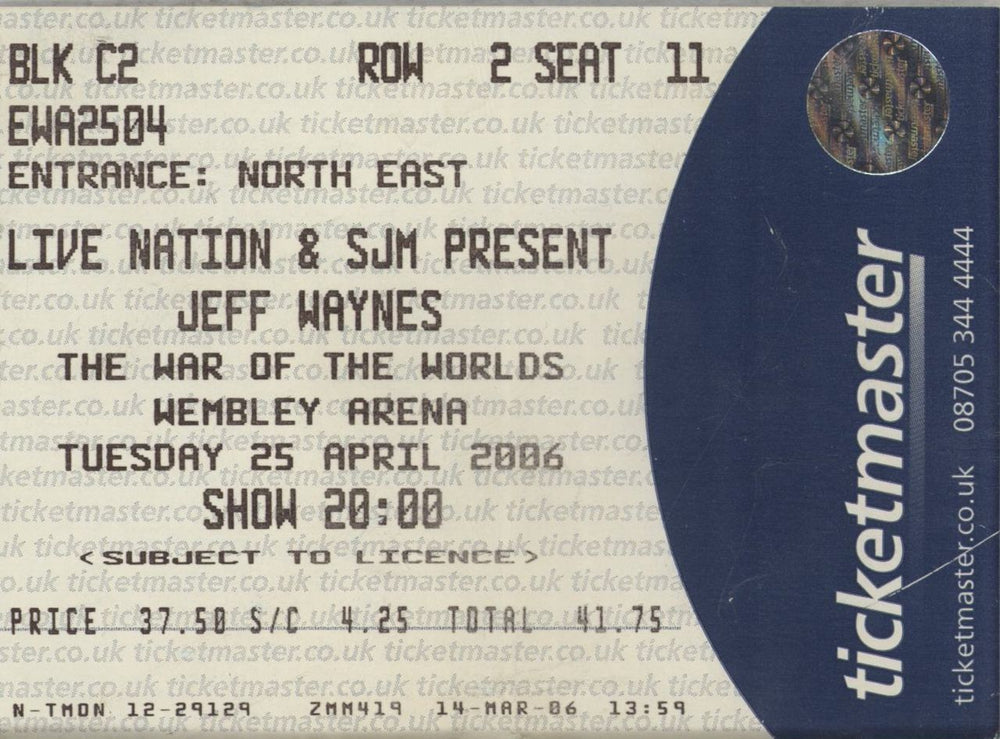 BLK C2 ROW 2 SEAT 11
EWA2504
ENTRANCE: NORTH EAST
LIVE NATION & SJM PRESENT
JEFF WAYNES
THE WAR OF THE WORLDS
WEMBLEY ARENA
TUESDAY 25 APRIL 2006
SHOW 20:00
<SUBJECT TO LICENCE>
PRICE 37.50 S/C 4.25 TOTAL 41.75
N-TMON 12-29129 ZMM419 14-MAR-06 13:59
ticketmaster
ticketmaster.co.uk 08705 344 4444